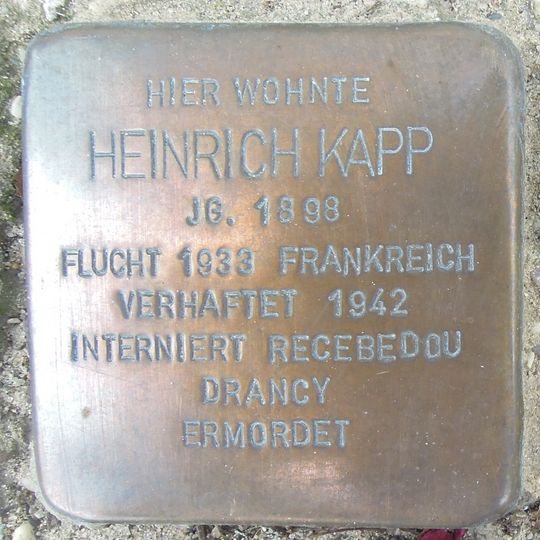 HIER WOHNTE
HEINRICH KAPP
JG. 1898
FLUCHT 1933 FRANKREICH
VERHAFTET 1942
INTERNIERT RECEBEDOU
DRANCY
ERMORDET